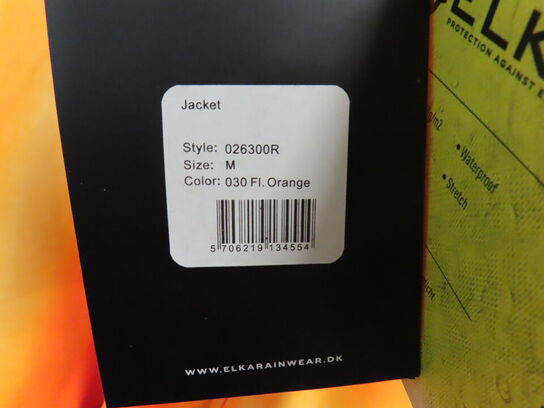 Jacket
Style: 026300R
Size: M
Color: 030 Fl. Orange
5 706219 134554
WWW.ELKARAINWEAR.DK
ELK
PROTECTION AGAINST E
g/m2
• Waterproof
• Stretch